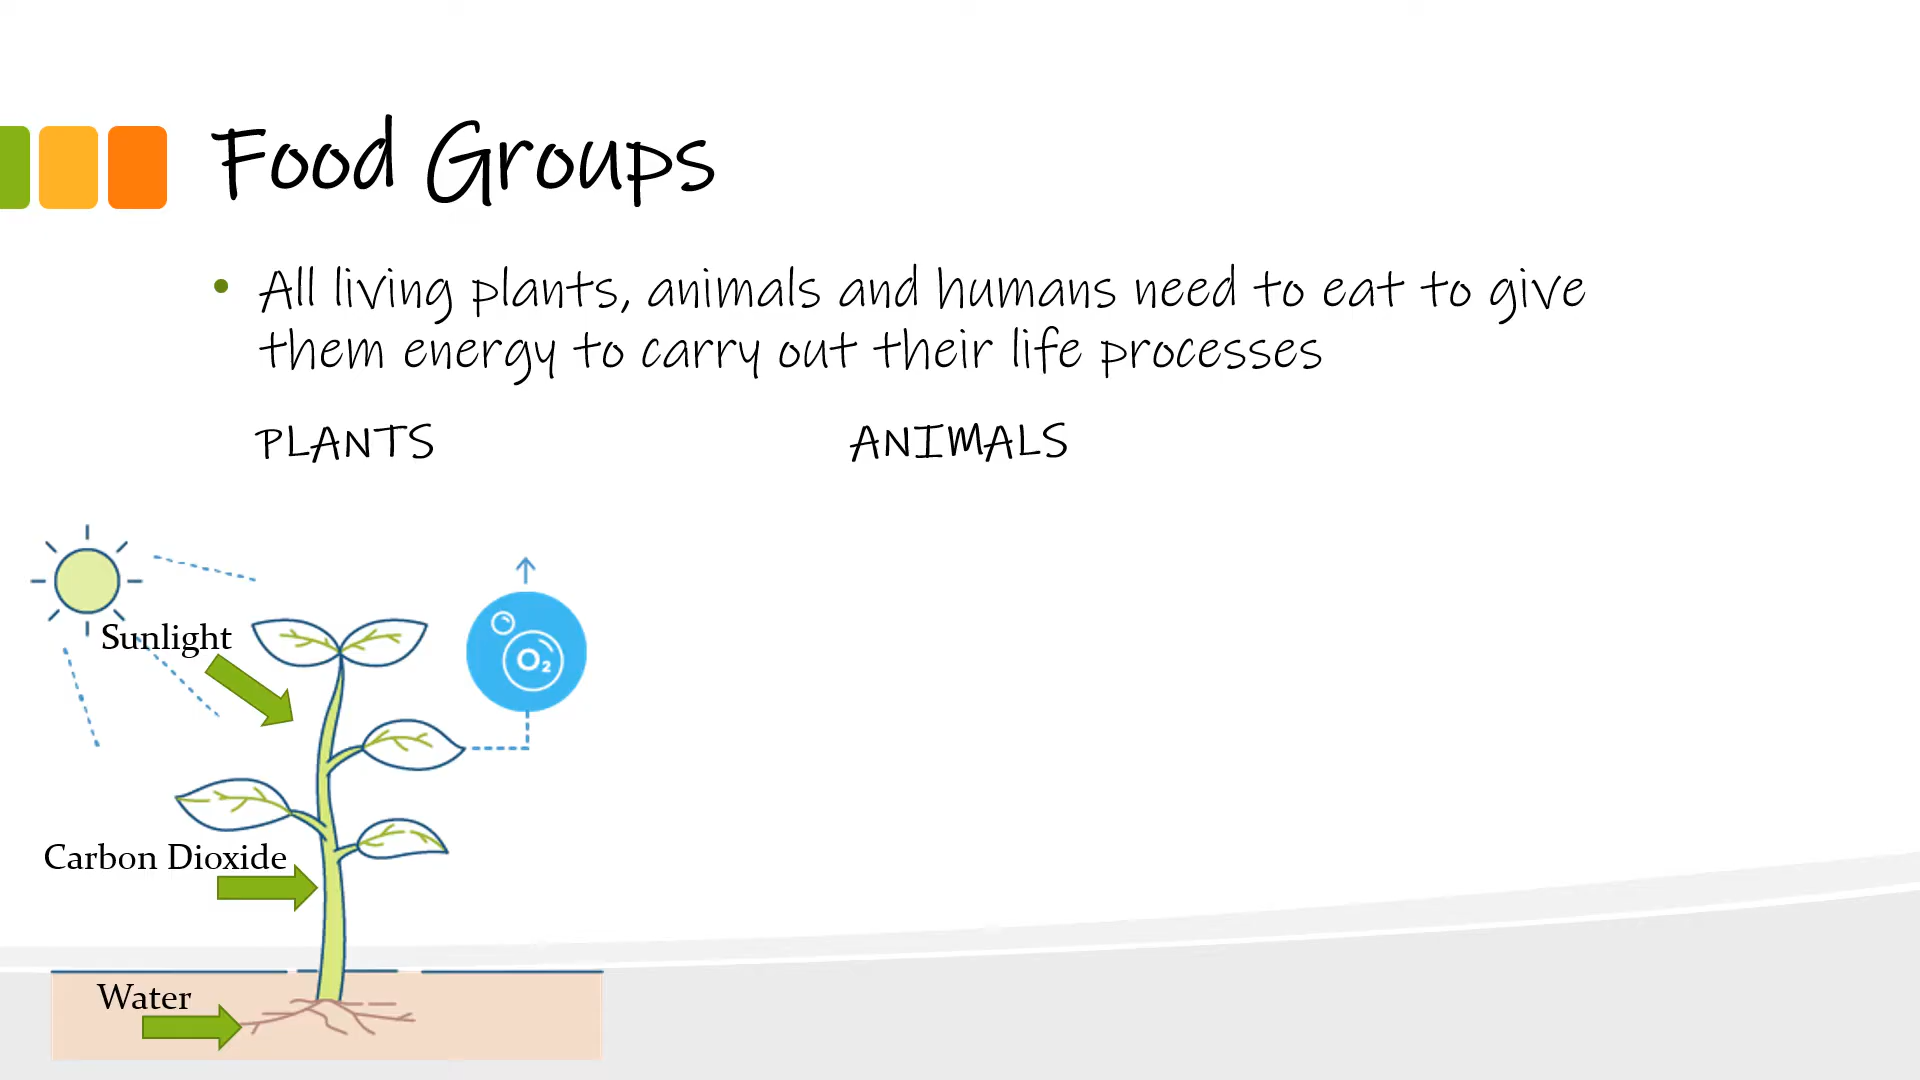 Food Groups
• All living plants, animals and humans need to eat to give
them energy to carry out their life processes
PLANTS ANIMALS
Sunlight
O₂
Carbon Dioxide
Water